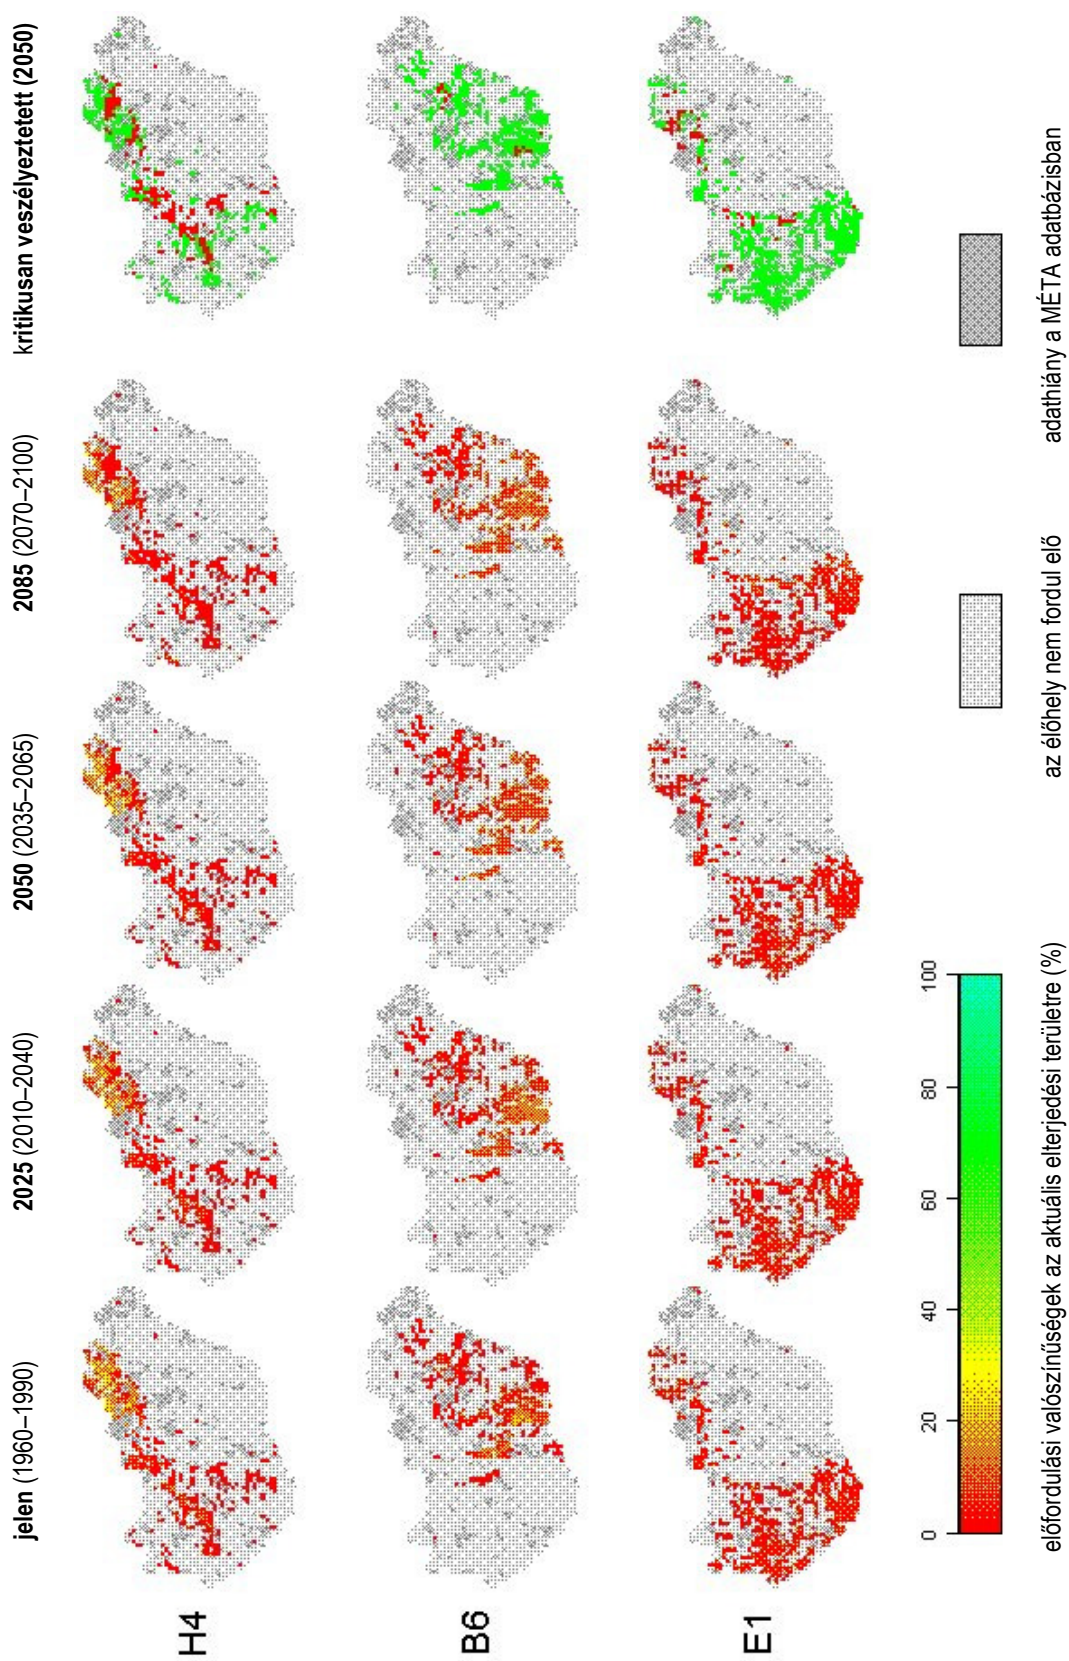 jelen (1960–1990)
2025 (2010–2040)
2050 (2035–2065)
2085 (2070–2100)
kritikusan veszélyeztetett (2050)
H4
B6
E1
0
20
40
60
80
100
előfordulási valószínűségek az aktuális elterjedési területre (%)
az élőhely nem fordul elő
adathiány a MÉTA adatbázisban